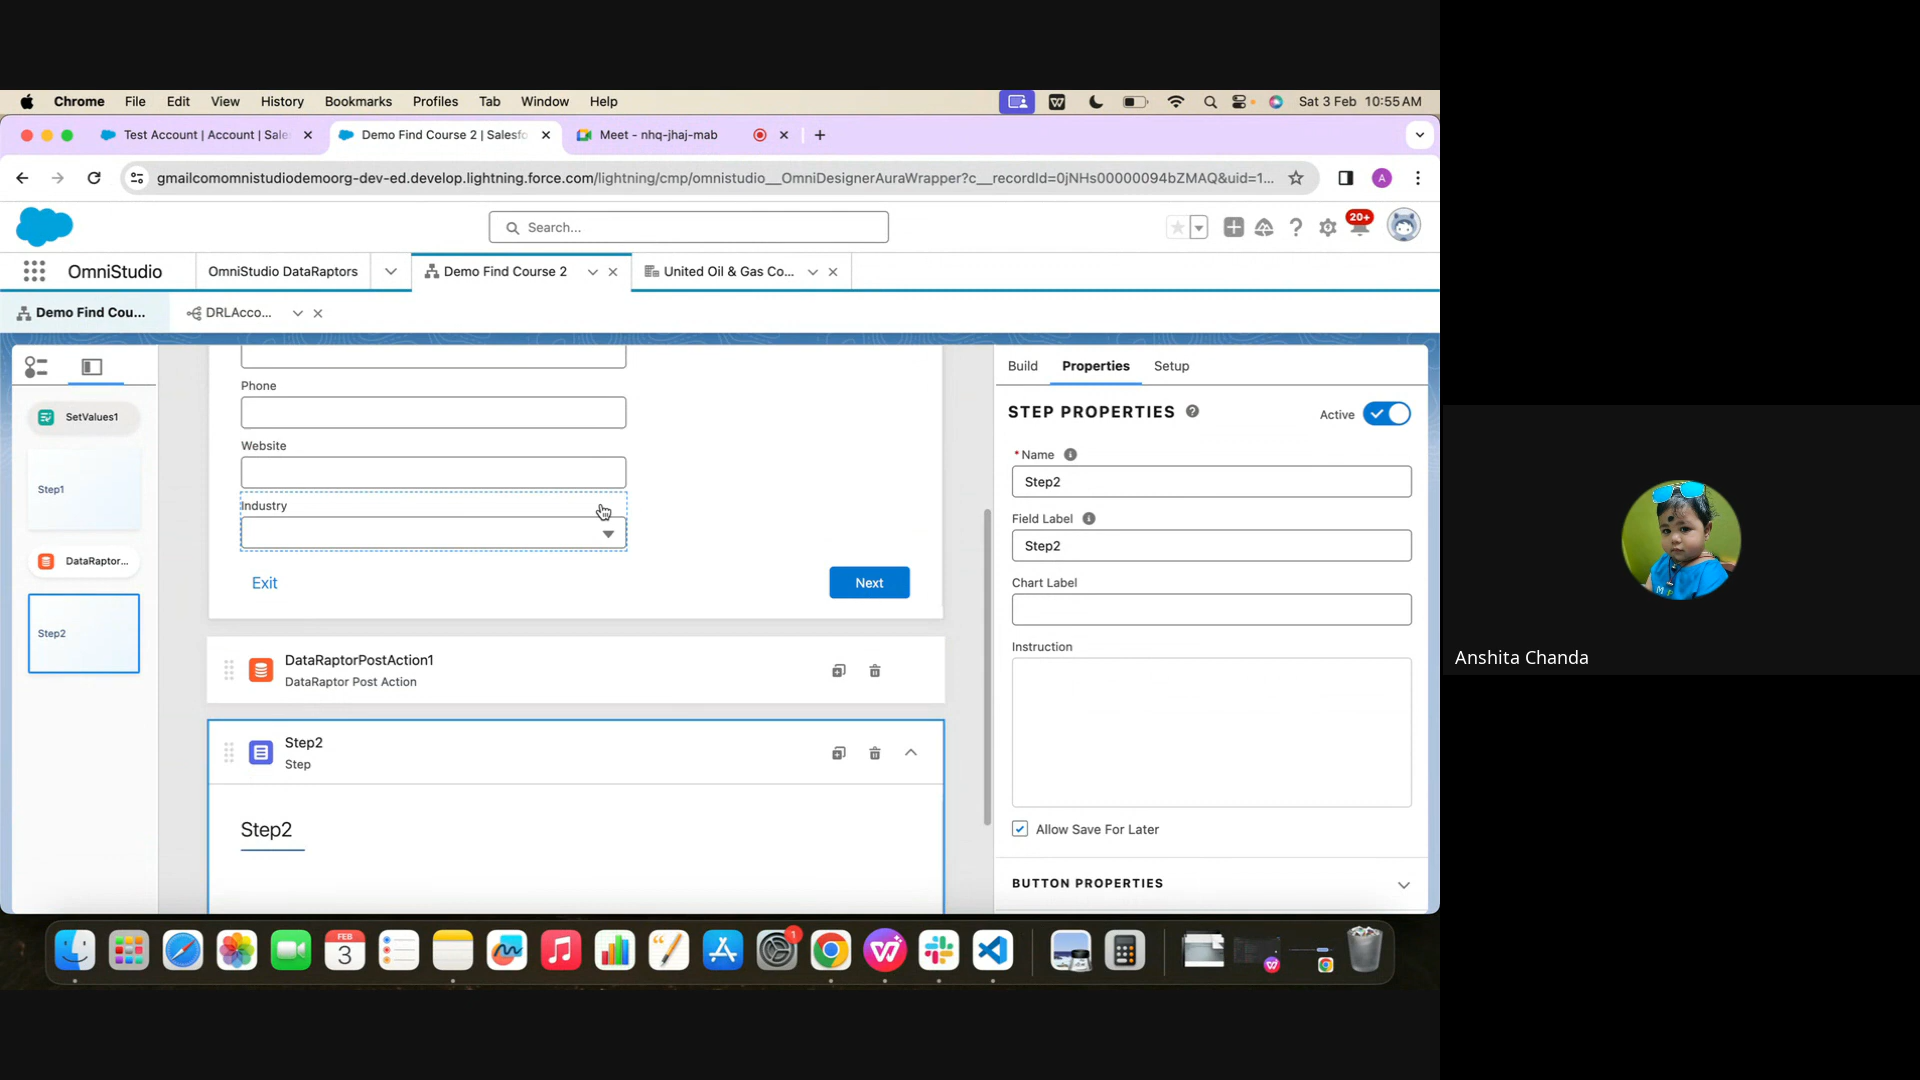 Chrome File Edit View History Bookmarks Profiles Tab Window Help Sat 3 Feb 10:55 AM
Test Account | Account | Sale Demo Find Course 2 | Salesfo Meet - nhq-jhaj-mab
gmailcomomnistudiodemoorg-dev-ed.develop.lightning.force.com/lightning/cmp/omnistudio__OmniDesignerAuraWrapper?c__recordId=0jNHs00000094bZMAQ&uid=1... A
Search... 20+
OmniStudio OmniStudio DataRaptors Demo Find Course 2 United Oil & Gas Co...
Demo Find Cou... DRLAcco...
SetValues1
Step1
DataRaptor...
Step2
Phone
Website
Industry
Exit Next
DataRaptorPostAction1
DataRaptor Post Action
Step2
Step
Step2
Build Properties Setup
STEP PROPERTIES Active
* Name
Step2
Field Label
Step2
Chart Label
Instruction
Allow Save For Later
BUTTON PROPERTIES
Anshita Chanda
FEB
3
1